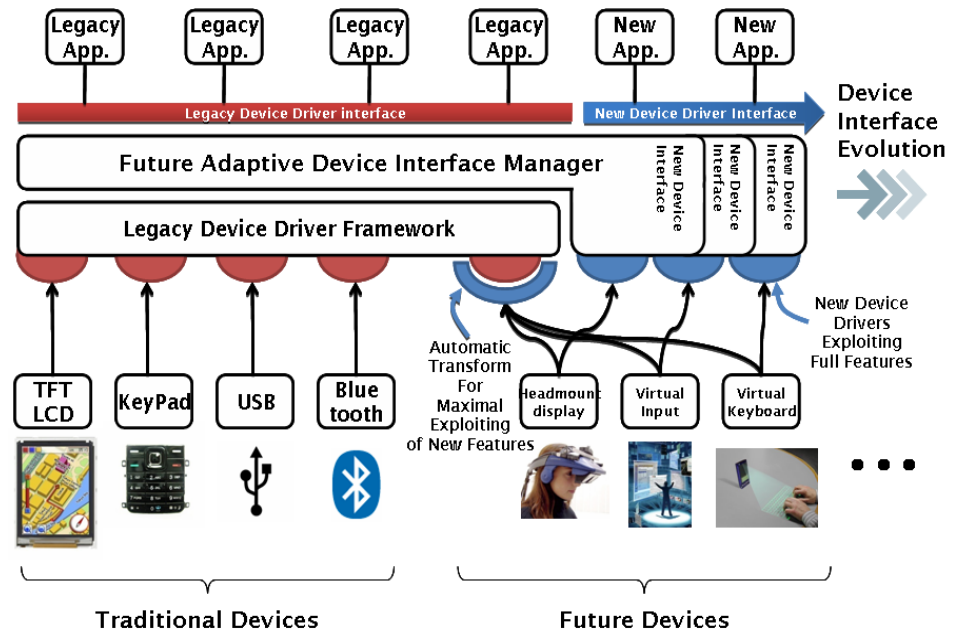 Legacy
App.
Legacy
App.
Legacy
App.
Legacy
App.
New
App.
New
App.
Legacy Device Driver interface
New Device Driver Interface
Device
Interface
Evolution
Future Adaptive Device Interface Manager
New Device
Interface
New Device
Interface
New Device
Interface
Legacy Device Driver Framework
New Device
Drivers
Exploiting
Full Features
Automatic
Transform
For
Maximal
Exploiting
of New Features
TFT
LCD
KeyPad
USB
Blue
tooth
Headmount
display
Virtual
Input
Virtual
Keyboard
Traditional Devices
Future Devices